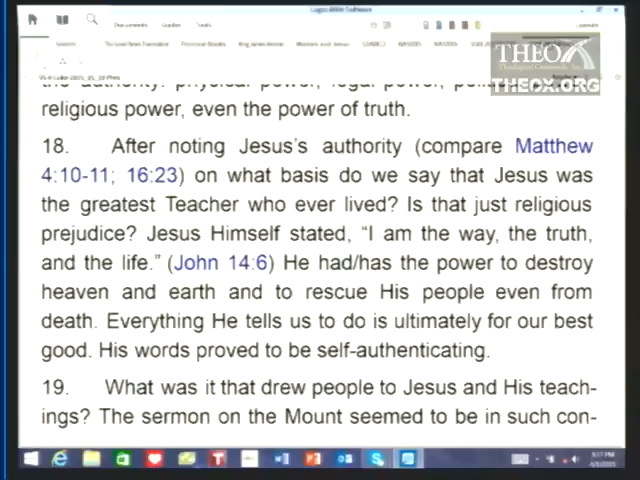 Logos Bible Software
Documents Guides Tools
THEOX
THEOX.ORG
religious power, even the power of truth.
18. After noting Jesus's authority (compare Matthew
4:10-11; 16:23) on what basis do we say that Jesus was
the greatest Teacher who ever lived? Is that just religious
prejudice? Jesus Himself stated, “I am the way, the truth,
and the life.” (John 14:6) He had/has the power to destroy
heaven and earth and to rescue His people even from
death. Everything He tells us to do is ultimately for our best
good. His words proved to be self-authenticating.
19. What was it that drew people to Jesus and His teach-
ings? The sermon on the Mount seemed to be in such con-